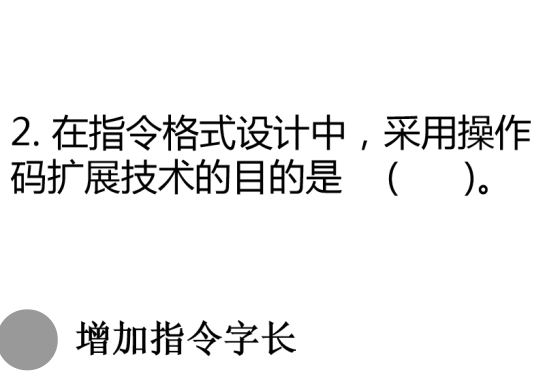 2. 在指令格式设计中，采用操作
码扩展技术的目的是 （ ）。
增加指令字长